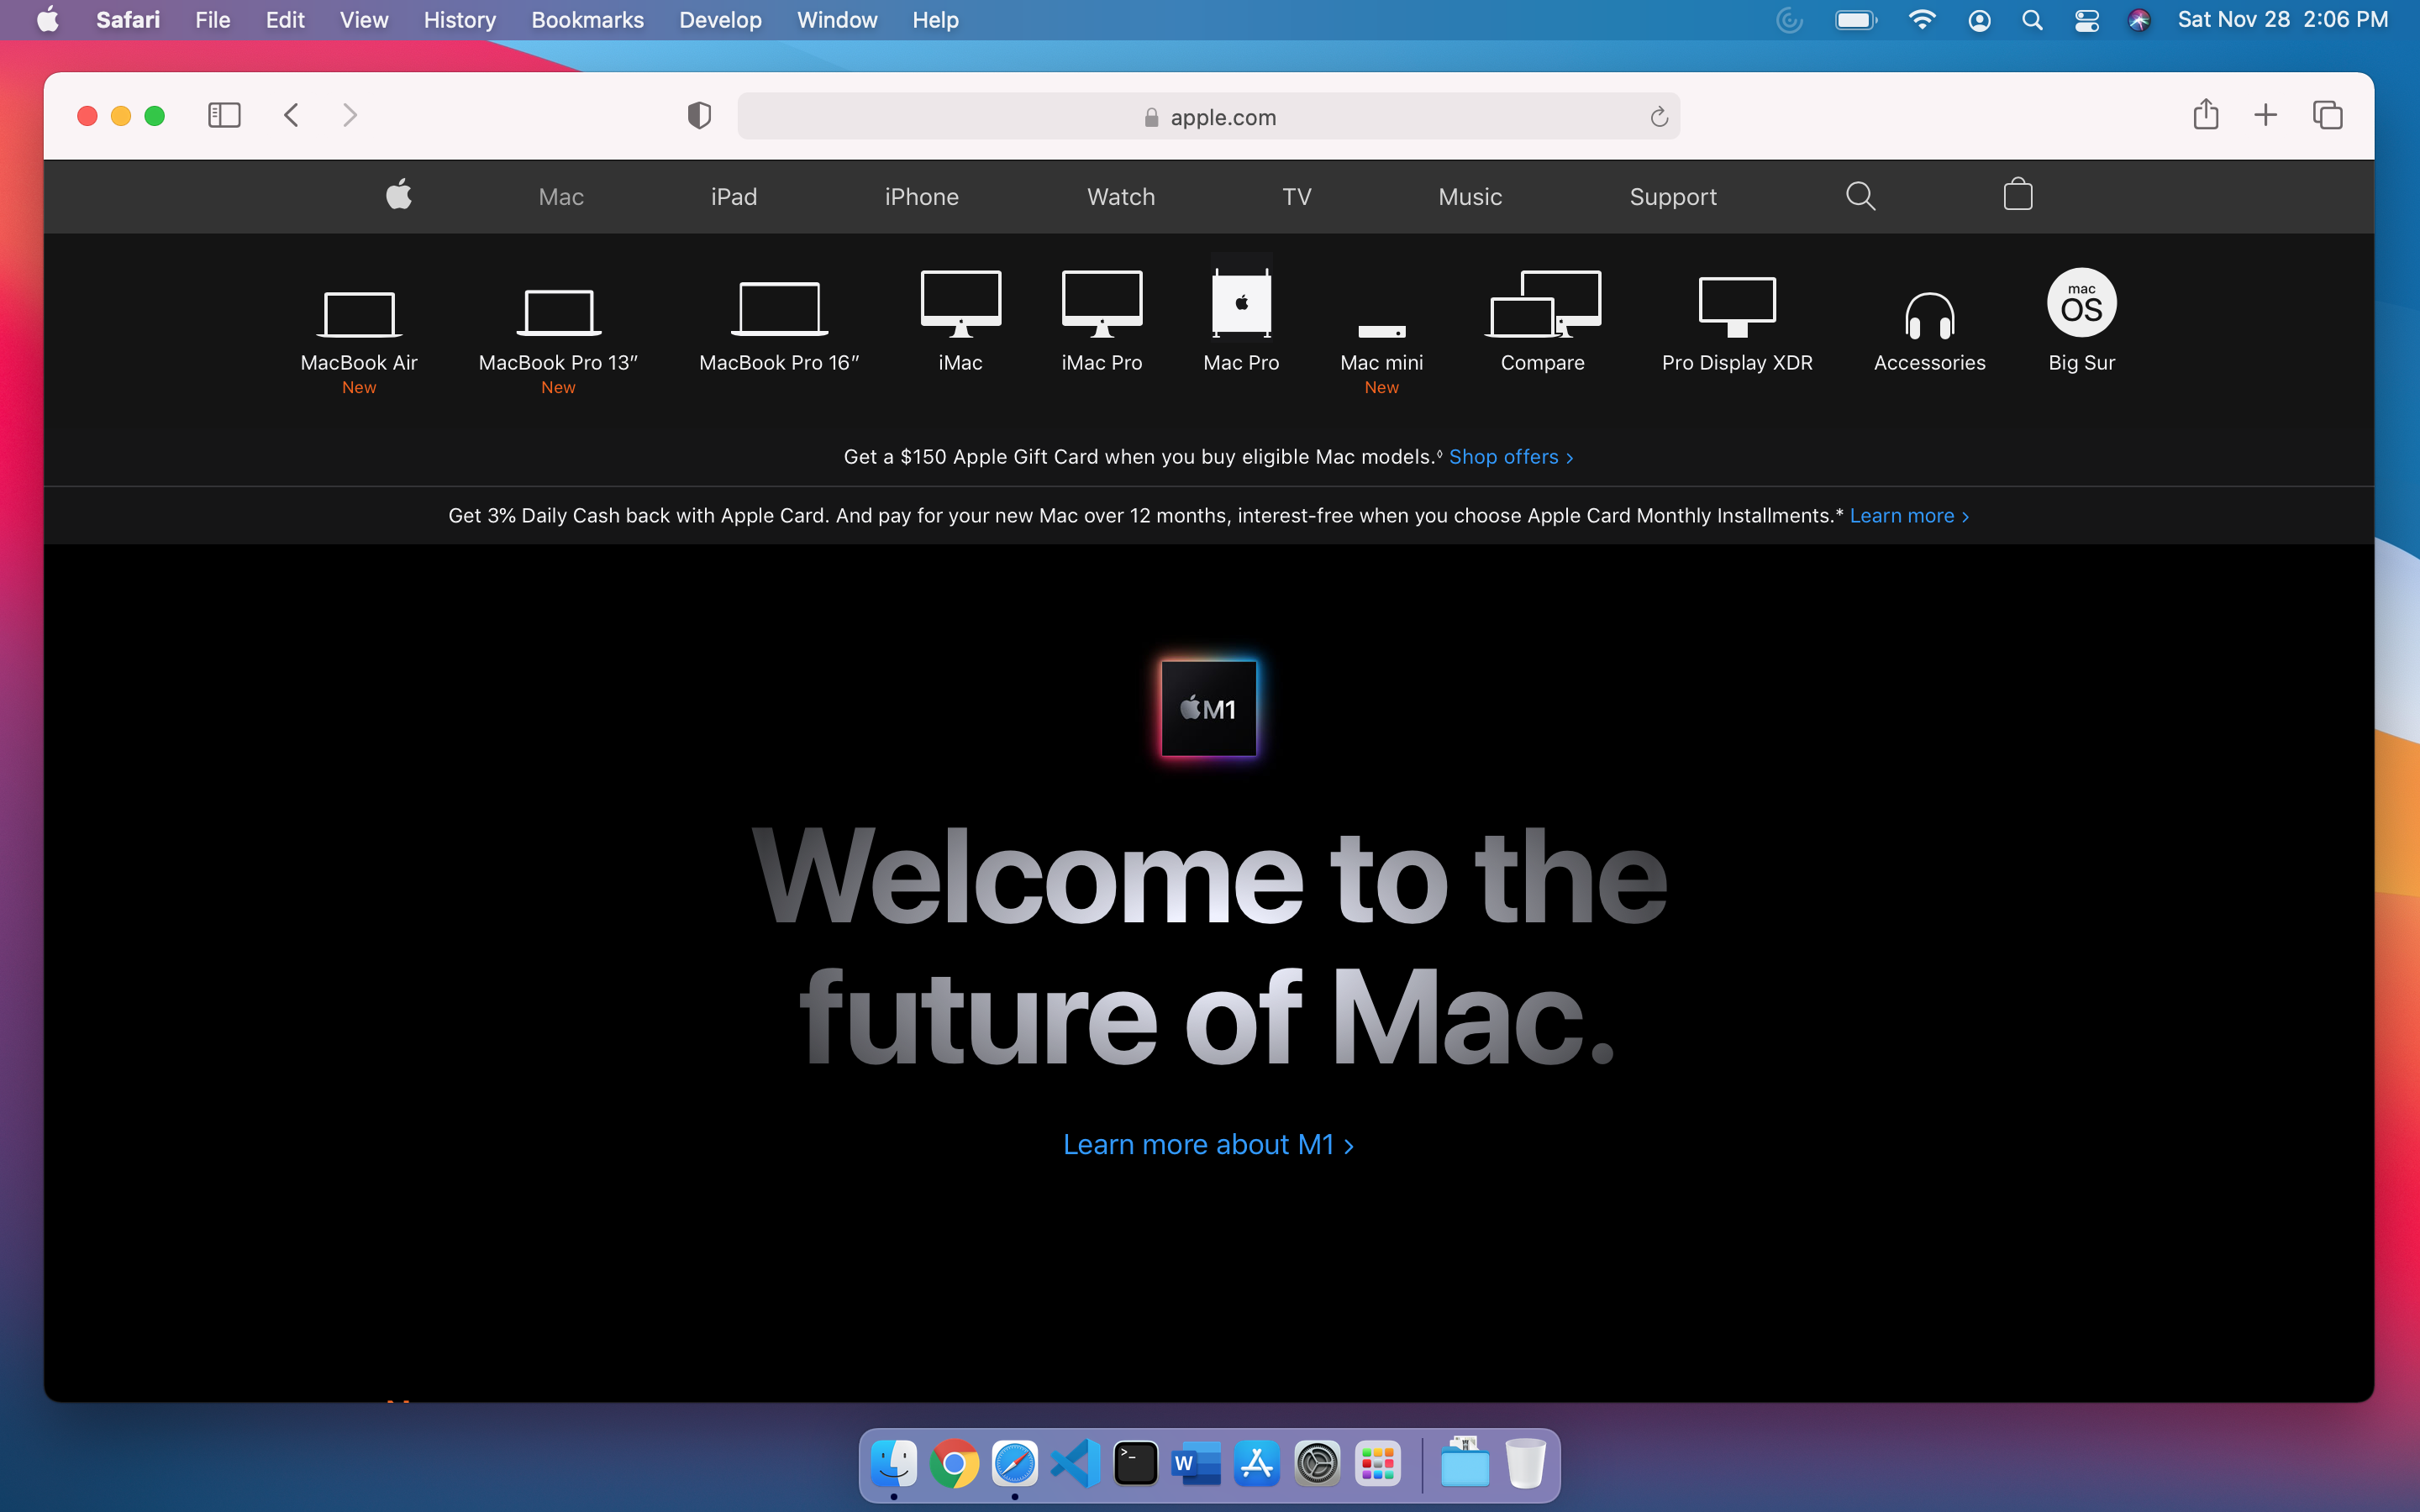 Safari File Edit View History Bookmarks Develop Window Help Sat Nov 28 2:06 PM
apple.com
Mac iPad iPhone Watch TV Music Support
mac
OS
MacBook Air MacBook Pro 13” MacBook Pro 16” iMac iMac Pro Mac Pro Mac mini Compare Pro Display XDR Accessories Big Sur
New New New
Get a $150 Apple Gift Card when you buy eligible Mac models.◊ Shop offers >
Get 3% Daily Cash back with Apple Card. And pay for your new Mac over 12 months, interest-free when you choose Apple Card Monthly Installments.* Learn more >
M1
Welcome to the
future of Mac.
Learn more about M1 >
>_ W